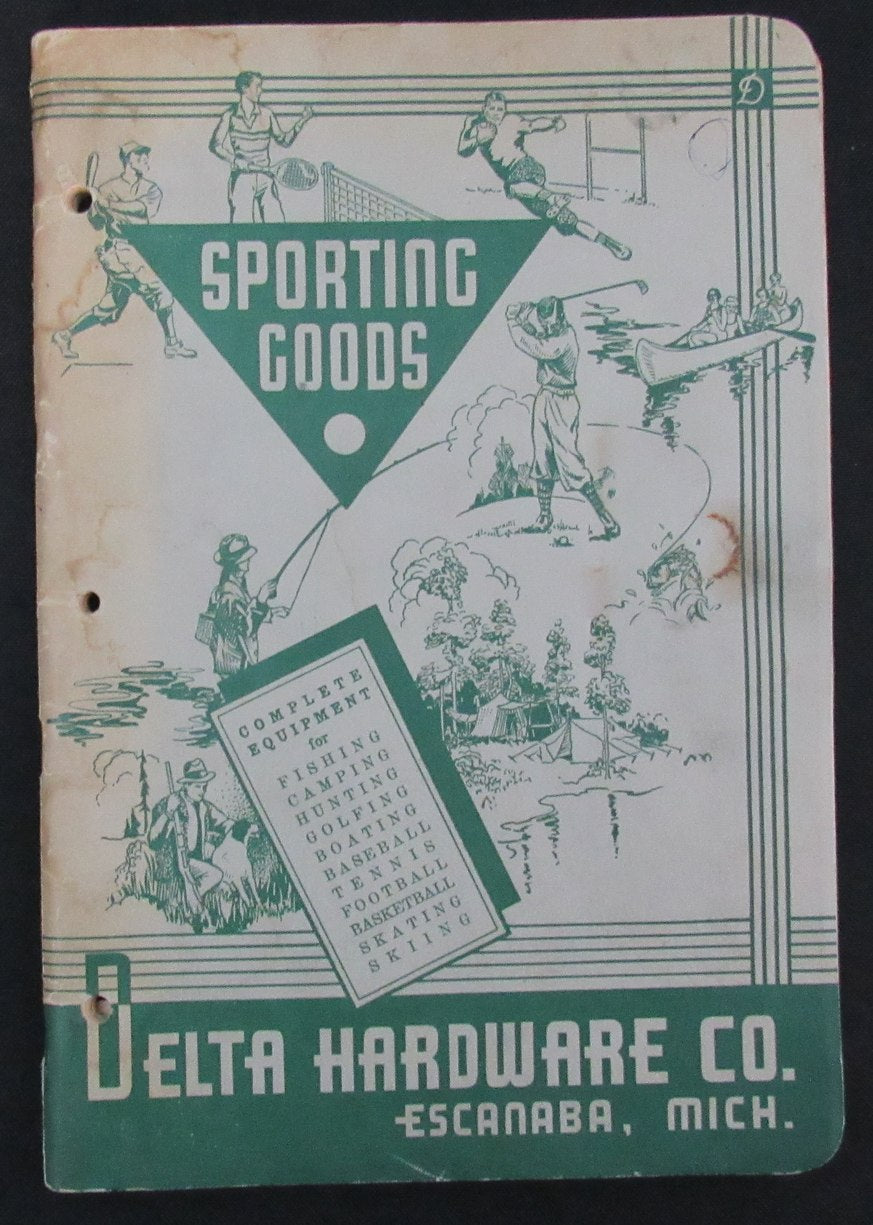 D
SPORTING
GOODS
COMPLETE
EQUIPMENT
for
FISHING
CAMPING
HUNTING
GOLFING
BOATING
BASEBALL
TENNIS
FOOTBALL
BASKETBALL
SKATING
SKIING
DELTA HARDWARE CO.
ESCANABA, MICH.